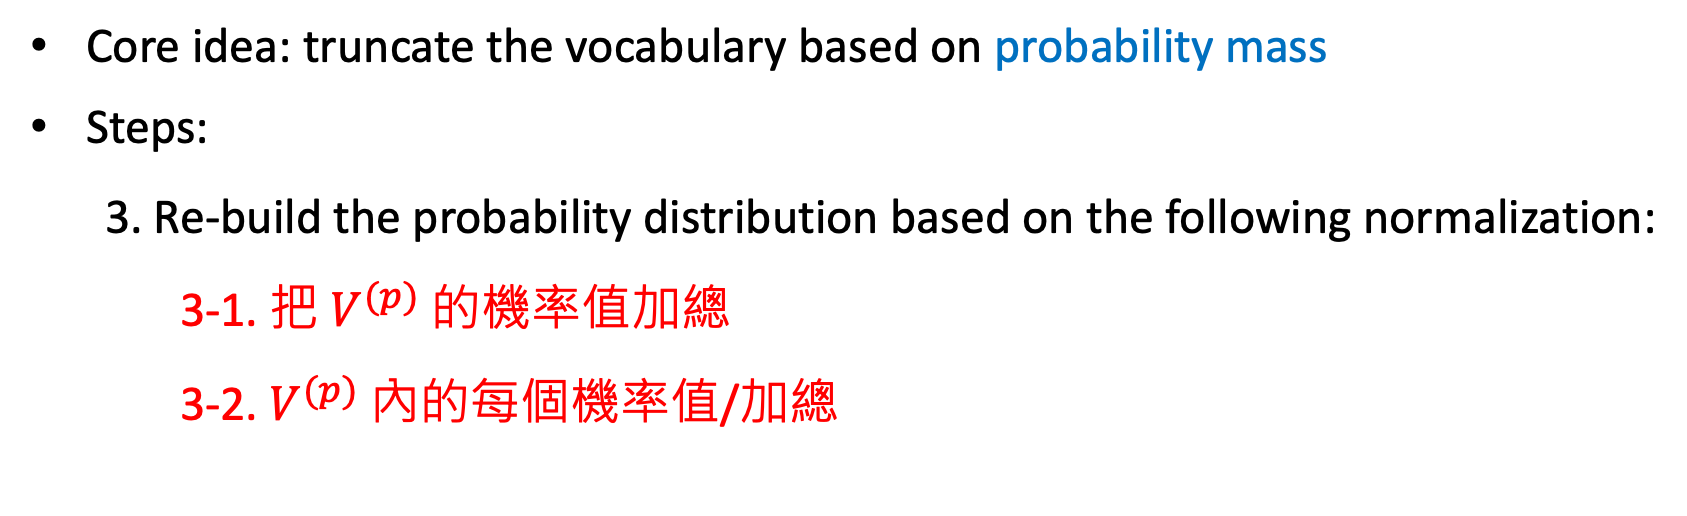 • Core idea: truncate the vocabulary based on probability mass
• Steps:
3. Re-build the probability distribution based on the following normalization:
3-1. 把 V⁽ᵖ⁾ 的機率值加總
3-2. V⁽ᵖ⁾ 內的每個機率值/加總